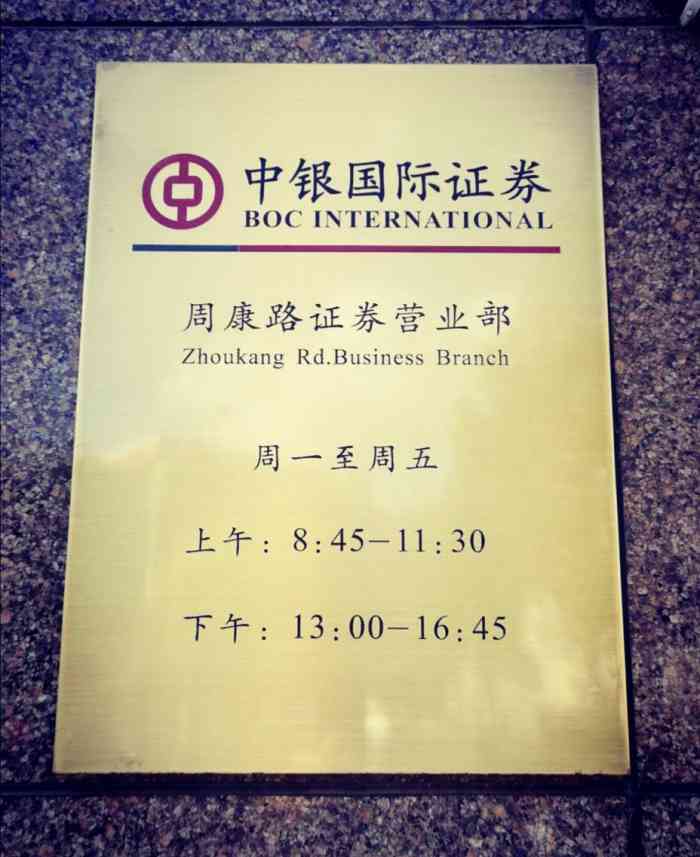 中银国际证券
BOC INTERNATIONAL
周康路证券营业部
Zhoukang Rd.Business Branch
周一至周五
上午: 8:45-11:30
下午: 13:00-16:45